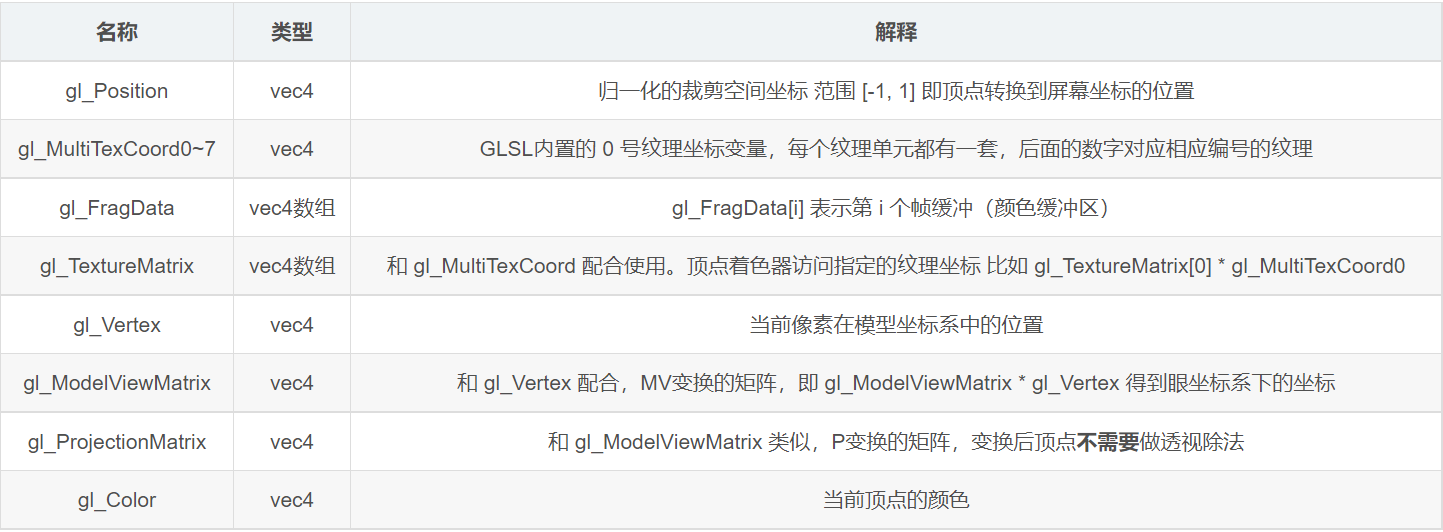 名称 类型 解释
gl_Position vec4 归一化的裁剪空间坐标 范围 [-1, 1] 即顶点转换到屏幕坐标的位置
gl_MultiTexCoord0~7 vec4 GLSL内置的 0 号纹理坐标变量，每个纹理单元都有一套，后面的数字对应相应编号的纹理
gl_FragData vec4数组 gl_FragData[i] 表示第 i 个帧缓冲（颜色缓冲区）
gl_TextureMatrix vec4数组 和 gl_MultiTexCoord 配合使用。顶点着色器访问指定的纹理坐标 比如 gl_TextureMatrix[0] * gl_MultiTexCoord0
gl_Vertex vec4 当前像素在模型坐标系中的位置
gl_ModelViewMatrix vec4 和 gl_Vertex 配合，MV变换的矩阵，即 gl_ModelViewMatrix * gl_Vertex 得到眼坐标系下的坐标
gl_ProjectionMatrix vec4 和 gl_ModelViewMatrix 类似，P变换的矩阵，变换后顶点不需要做透视除法
gl_Color vec4 当前顶点的颜色